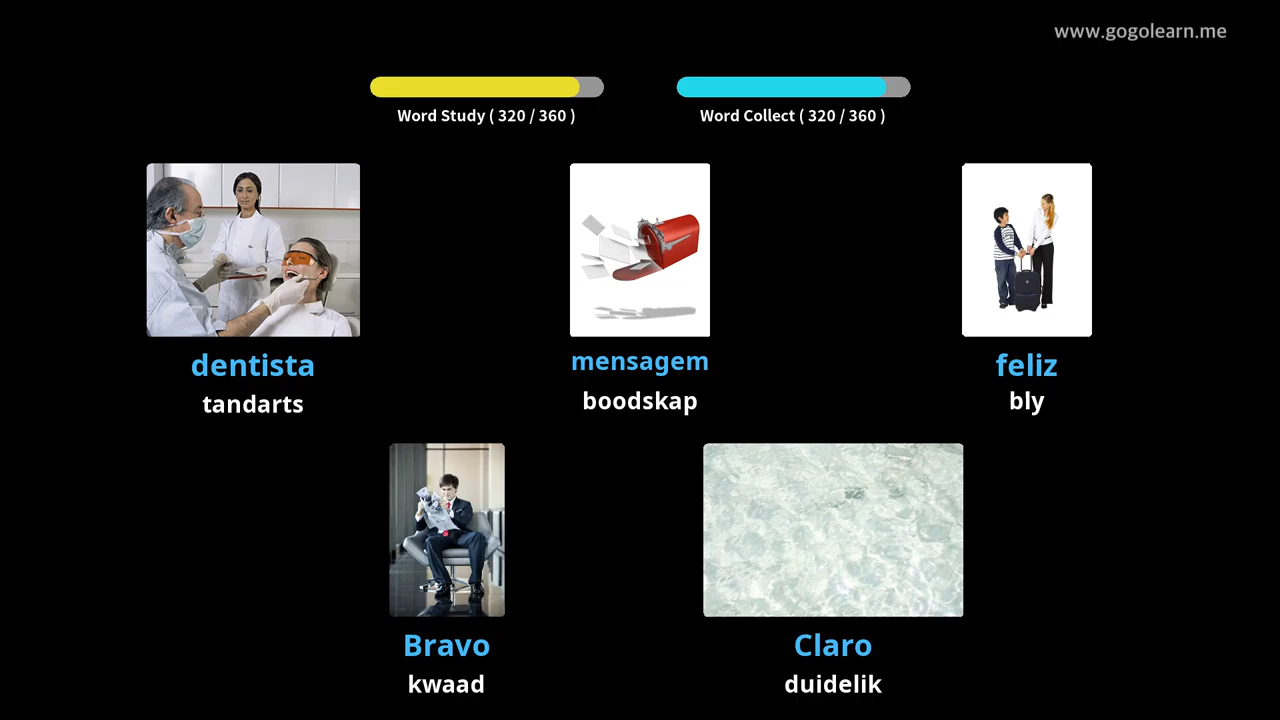 www.gogolearn.me
Word Study ( 320 / 360 )
Word Collect ( 320 / 360 )
dentista
tandarts
mensagem
boodskap
feliz
bly
Bravo
kwaad
Claro
duidelik